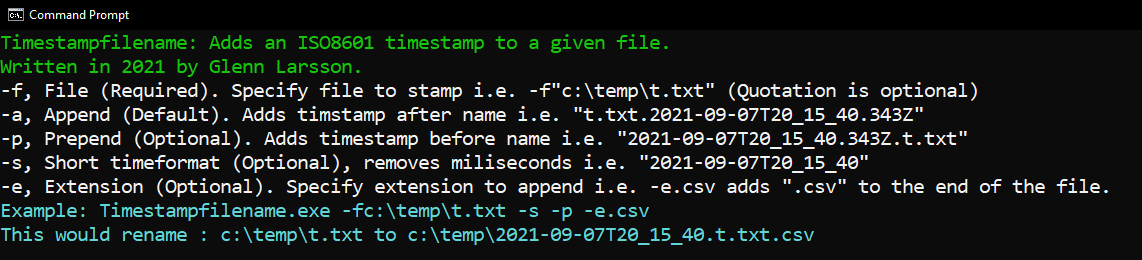 Command Prompt
Timestampfilename: Adds an ISO8601 timestamp to a given file.
Written in 2021 by Glenn Larsson.
-f, File (Required). Specify file to stamp i.e. -f"c:\temp\t.txt" (Quotation is optional)
-a, Append (Default). Adds timstamp after name i.e. "t.txt.2021-09-07T20_15_40.343Z"
-p, Prepend (Optional). Adds timestamp before name i.e. "2021-09-07T20_15_40.343Z.t.txt"
-s, Short timeformat (Optional), removes miliseconds i.e. "2021-09-07T20_15_40"
-e, Extension (Optional). Specify extension to append i.e. -e.csv adds ".csv" to the end of the file.
Example: Timestampfilename.exe -fc:\temp\t.txt -s -p -e.csv
This would rename : c:\temp\t.txt to c:\temp\2021-09-07T20_15_40.t.txt.csv